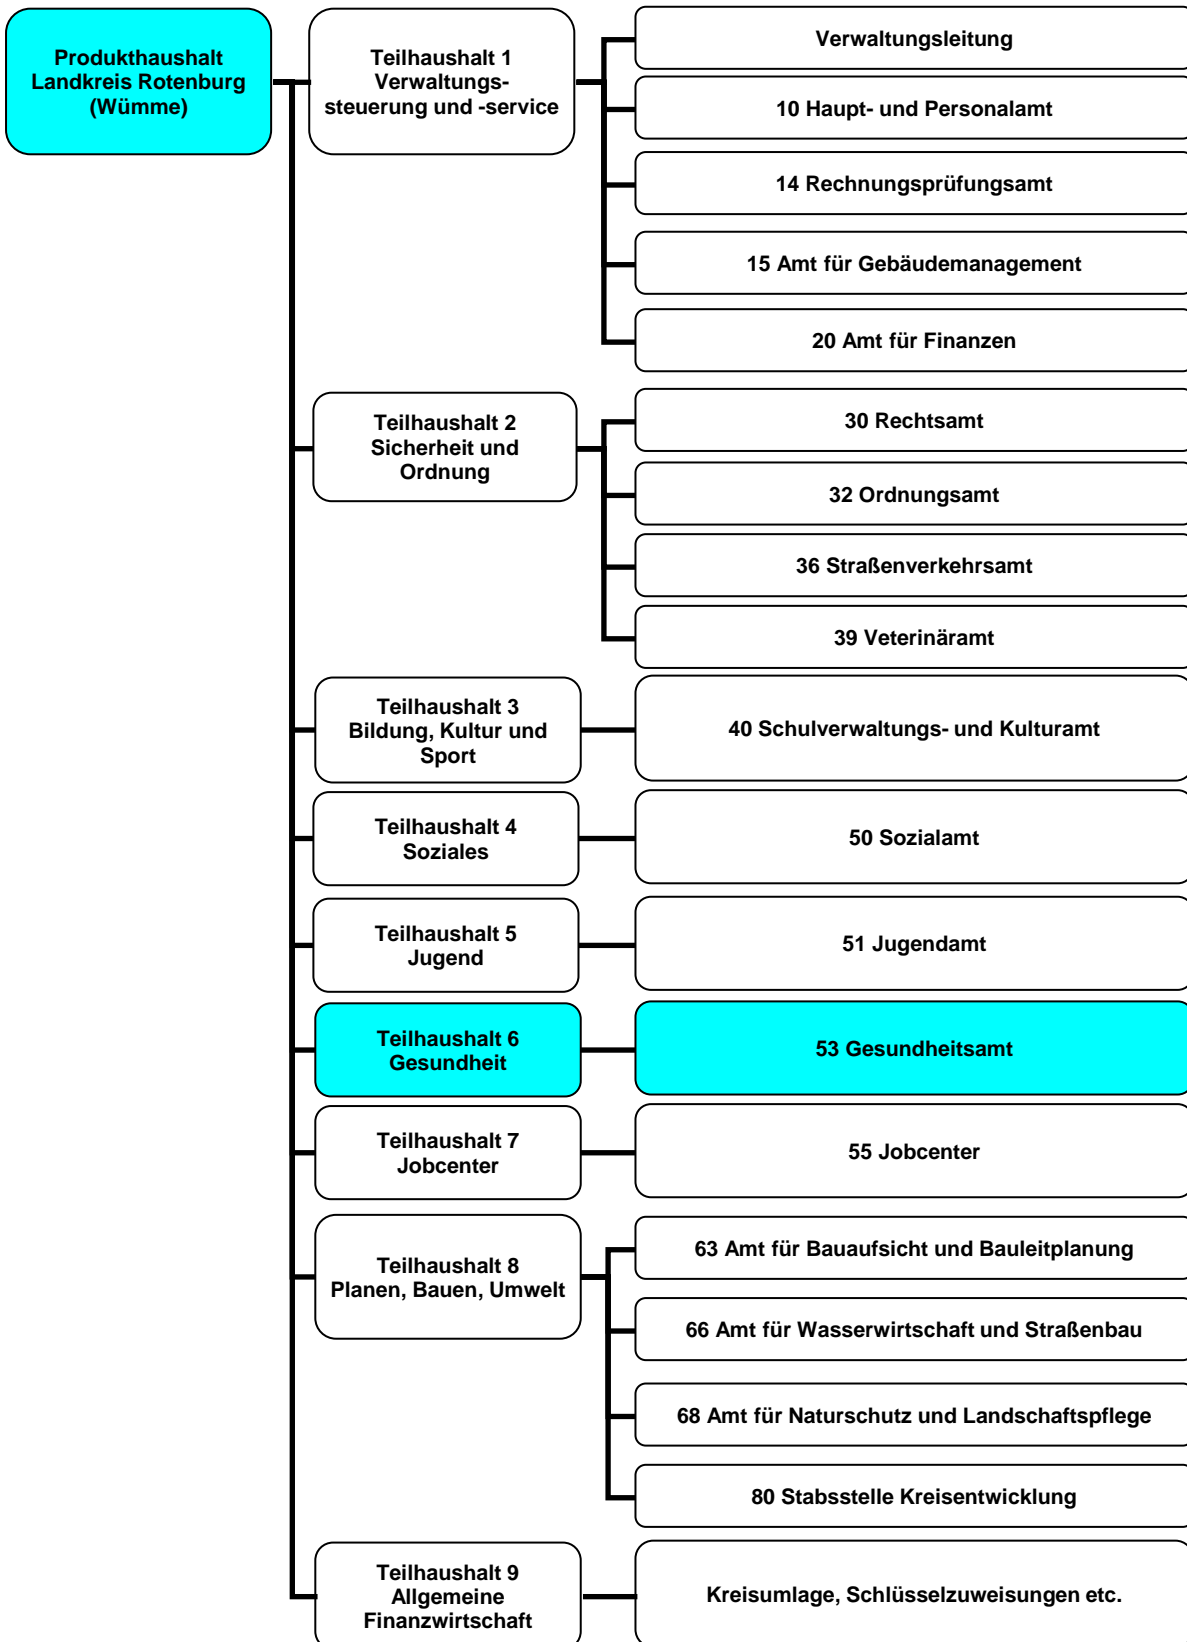 Produkthaushalt
Landkreis Rotenburg
(Wümme)
Teilhaushalt 1
Verwaltungs-
steuerung und -service
Verwaltungsleitung
10 Haupt- und Personalamt
14 Rechnungsprüfungsamt
15 Amt für Gebäudemanagement
20 Amt für Finanzen
Teilhaushalt 2
Sicherheit und
Ordnung
30 Rechtsamt
32 Ordnungsamt
36 Straßenverkehrsamt
39 Veterinäramt
Teilhaushalt 3
Bildung, Kultur und
Sport
40 Schulverwaltungs- und Kulturamt
Teilhaushalt 4
Soziales
50 Sozialamt
Teilhaushalt 5
Jugend
51 Jugendamt
Teilhaushalt 6
Gesundheit
53 Gesundheitsamt
Teilhaushalt 7
Jobcenter
55 Jobcenter
Teilhaushalt 8
Planen, Bauen, Umwelt
63 Amt für Bauaufsicht und Bauleitplanung
66 Amt für Wasserwirtschaft und Straßenbau
68 Amt für Naturschutz und Landschaftspflege
80 Stabsstelle Kreisentwicklung
Teilhaushalt 9
Allgemeine
Finanzwirtschaft
Kreisumlage, Schlüsselzuweisungen etc.